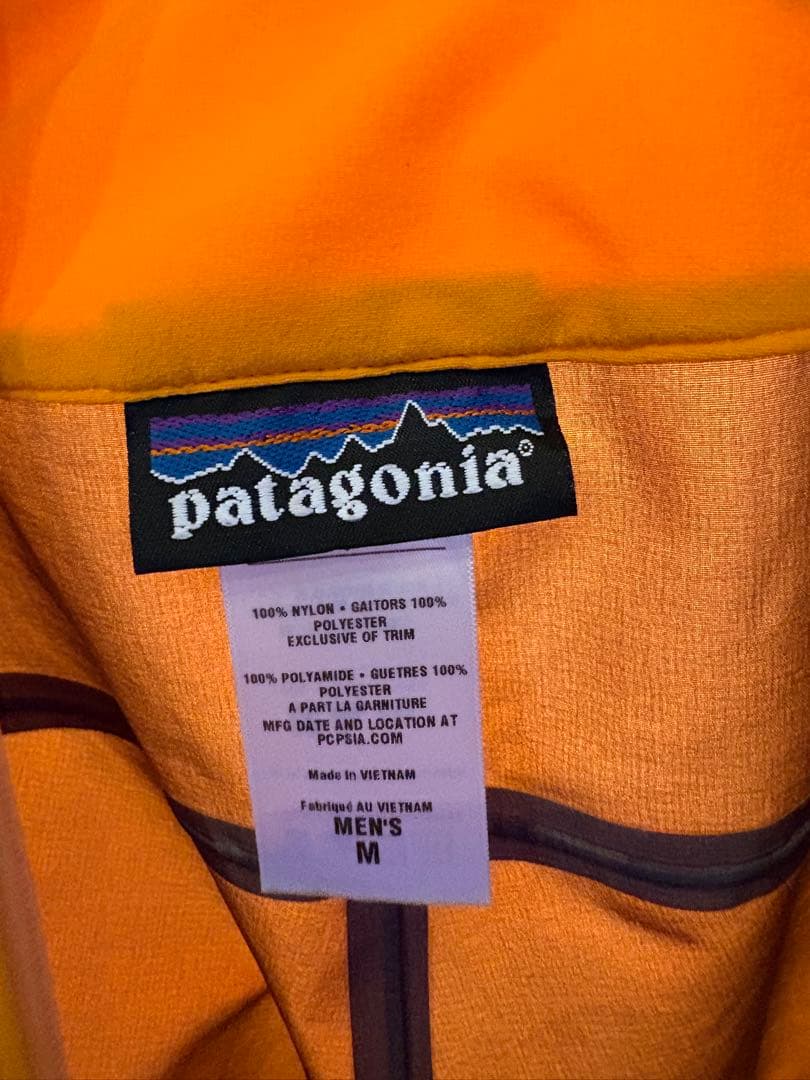 patagonia®
100% NYLON • GAITORS 100%
POLYESTER
EXCLUSIVE OF TRIM
100% POLYAMIDE • GUETRES 100%
POLYESTER
A PART LA GARNITURE
MFG DATE AND LOCATION AT
PCPSIA.COM
Made in VIETNAM
Fabriqué AU VIETNAM
MEN'S
M